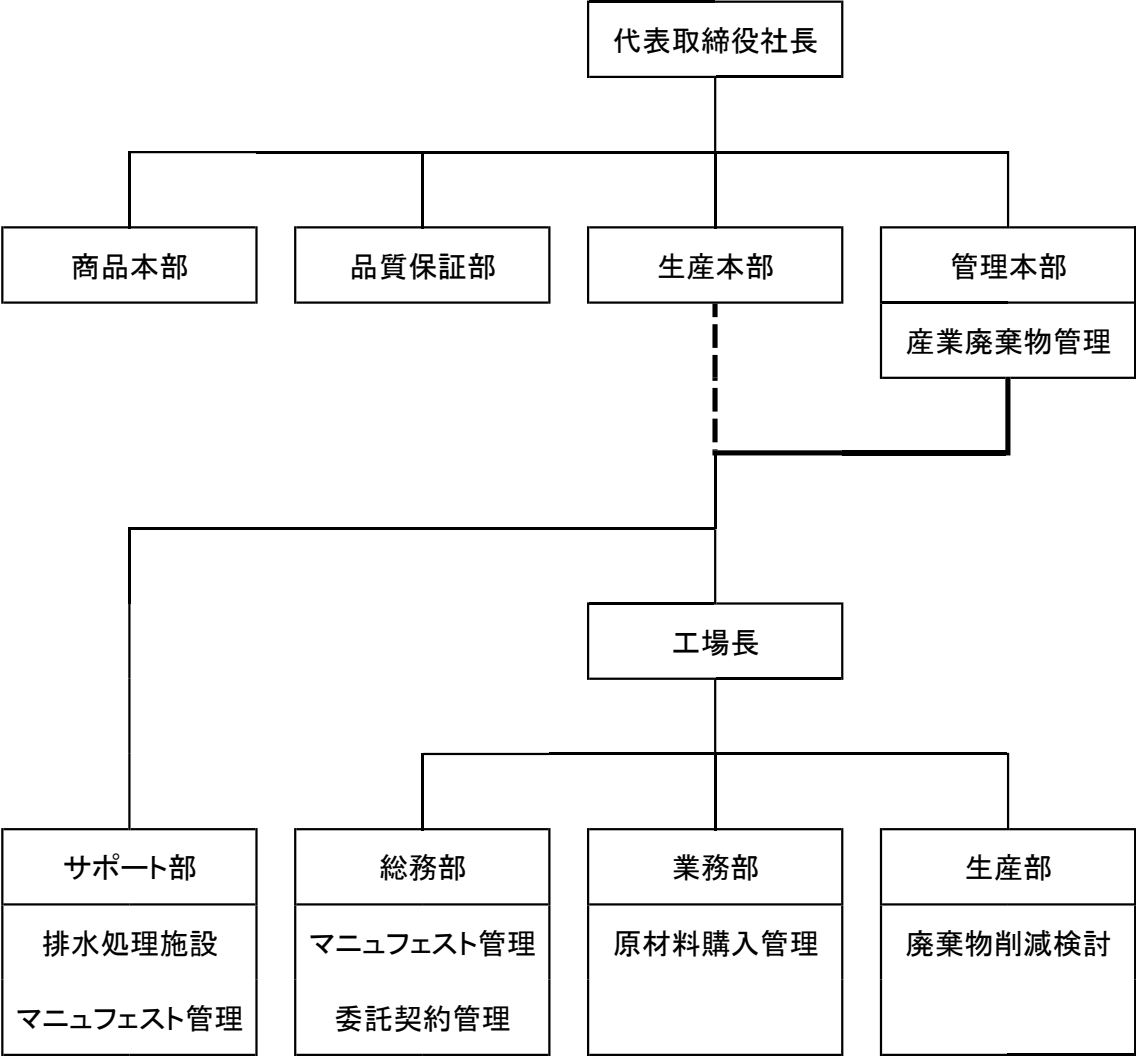 代表取締役社長
商品本部
品質保証部
生産本部
管理本部
産業廃棄物管理
工場長
サポート部
総務部
業務部
生産部
排水処理施設
マニュフェスト管理
原材料購入管理
廃棄物削減検討
マニュフェスト管理
委託契約管理